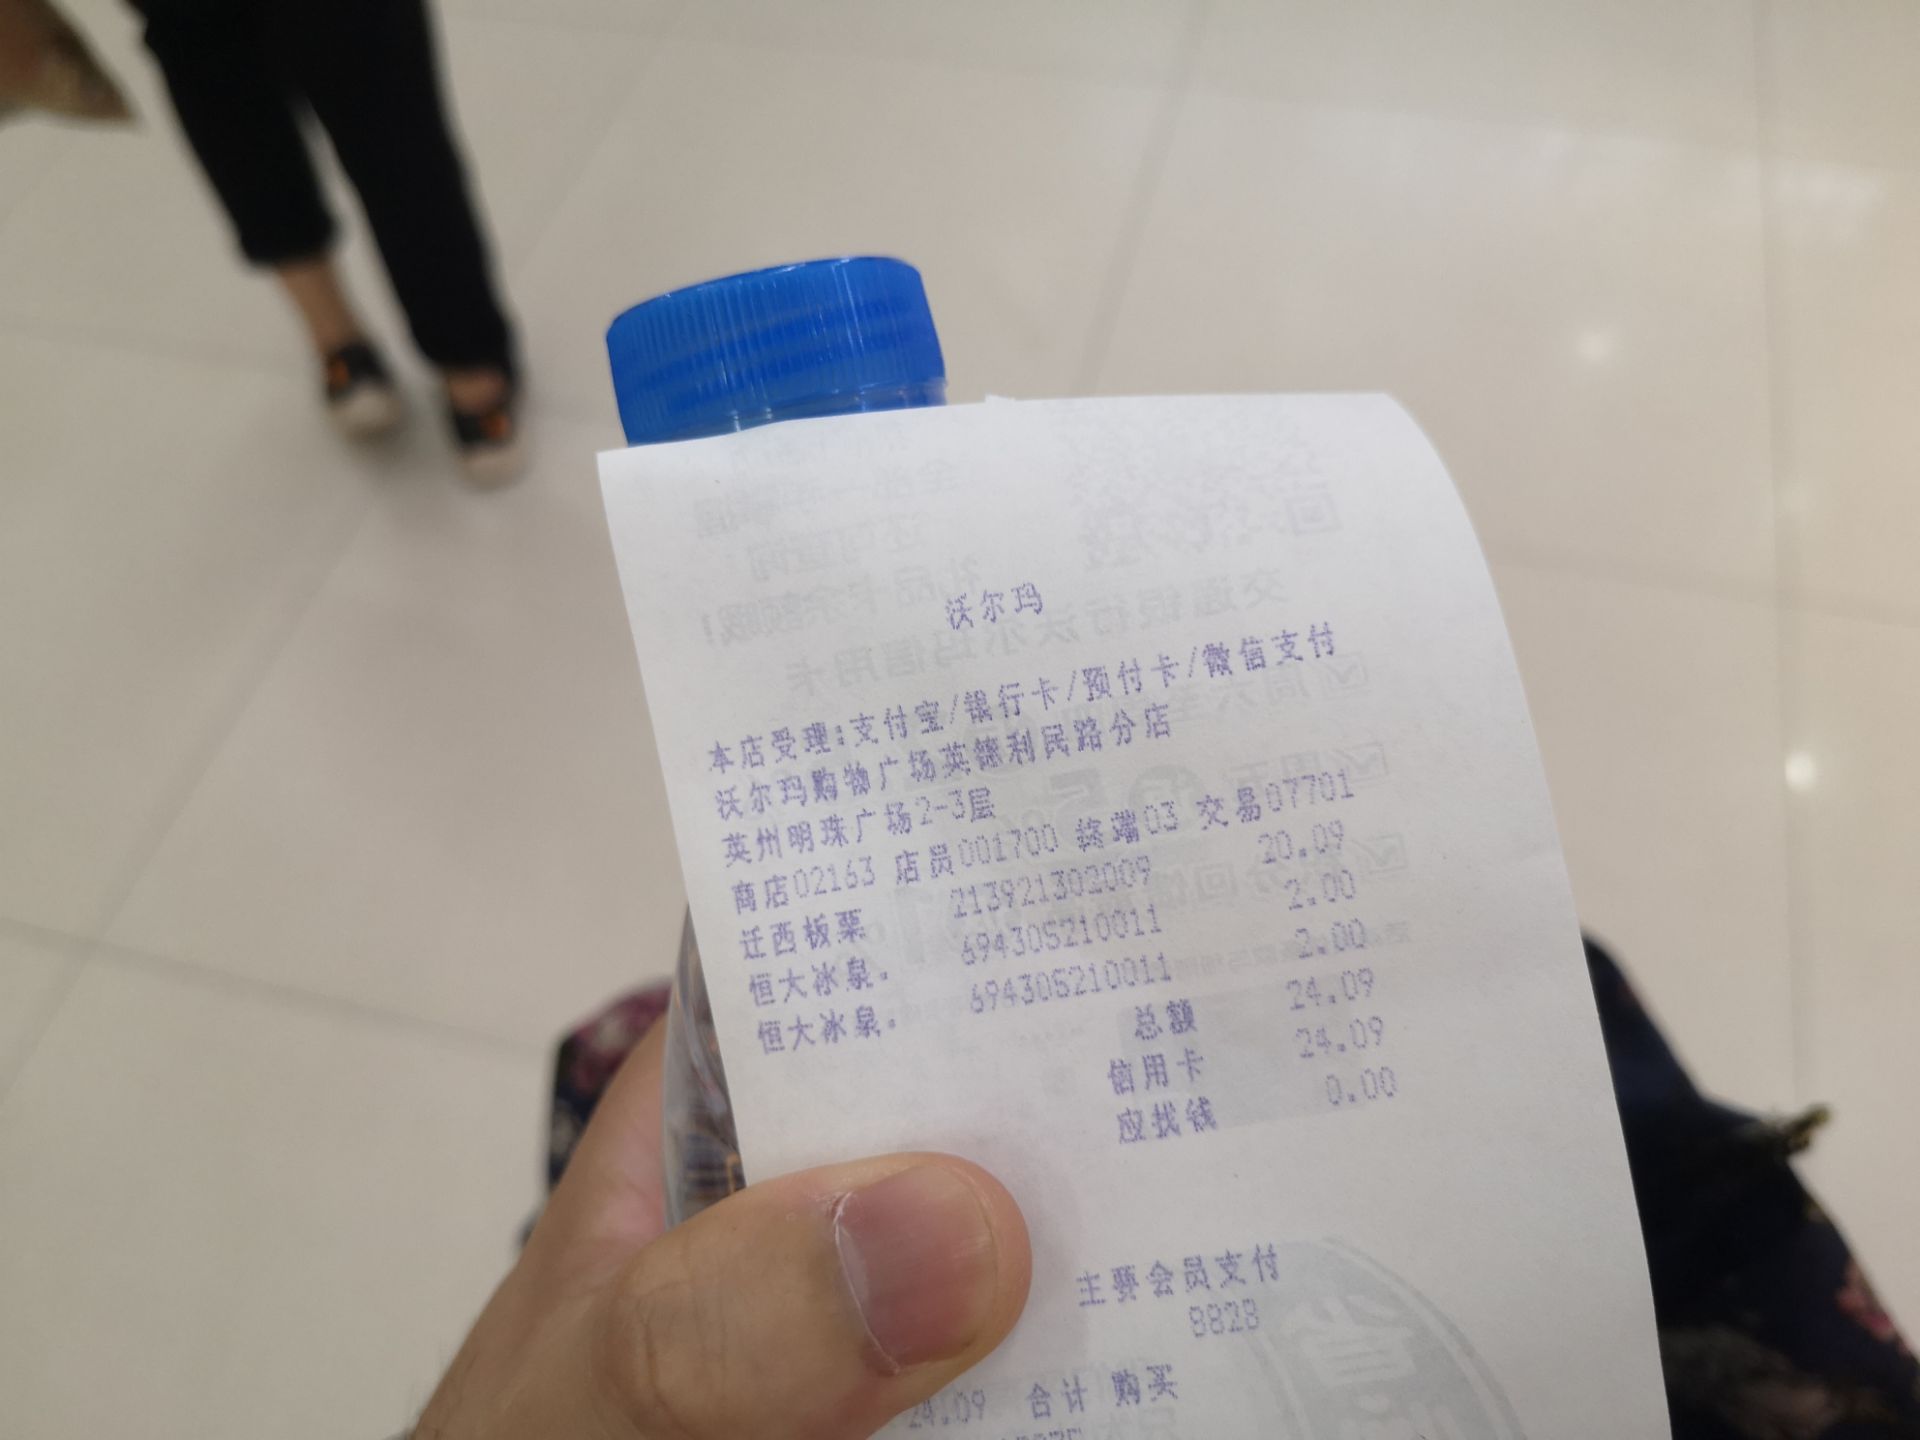 沃尔玛
本店受理:支付宝/银行卡/预付卡/微信支付
沃尔玛购物广场英德利民路分店
英州明珠广场2-3层
商店02163 店员001700 终端03 交易07701
迁西板栗 213921302009 20.09
恒大冰泉. 694305210011 2.00
恒大冰泉. 694305210011 2.00
总额 24.09
信用卡 24.09
应找钱 0.00
主要会员支付
8828
24.09 合计 购买